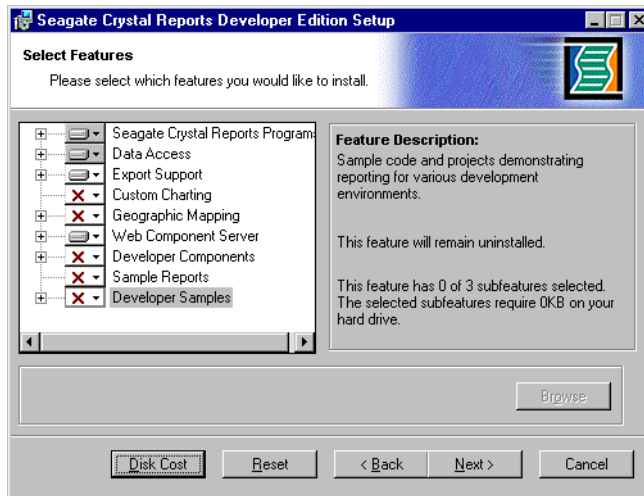 Seagate Crystal Reports Developer Edition Setup
Select Features
Please select which features you would like to install.
Seagate Crystal Reports Program
Data Access
Export Support
Custom Charting
Geographic Mapping
Web Component Server
Developer Components
Sample Reports
Developer Samples
Feature Description:
Sample code and projects demonstrating
reporting for various development
environments.
This feature will remain uninstalled.
This feature has 0 of 3 subfeatures selected.
The selected subfeatures require 0KB on your
hard drive.
Browse
Disk Cost
Reset
< Back
Next >
Cancel